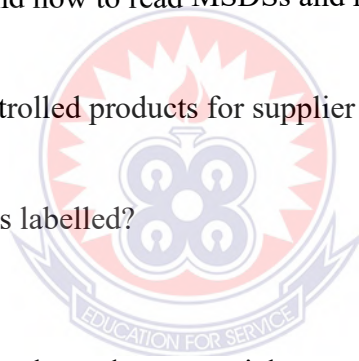 how to read MSDSs and
trolled products for supplier
s labelled?
EDUCATION FOR SERVICE